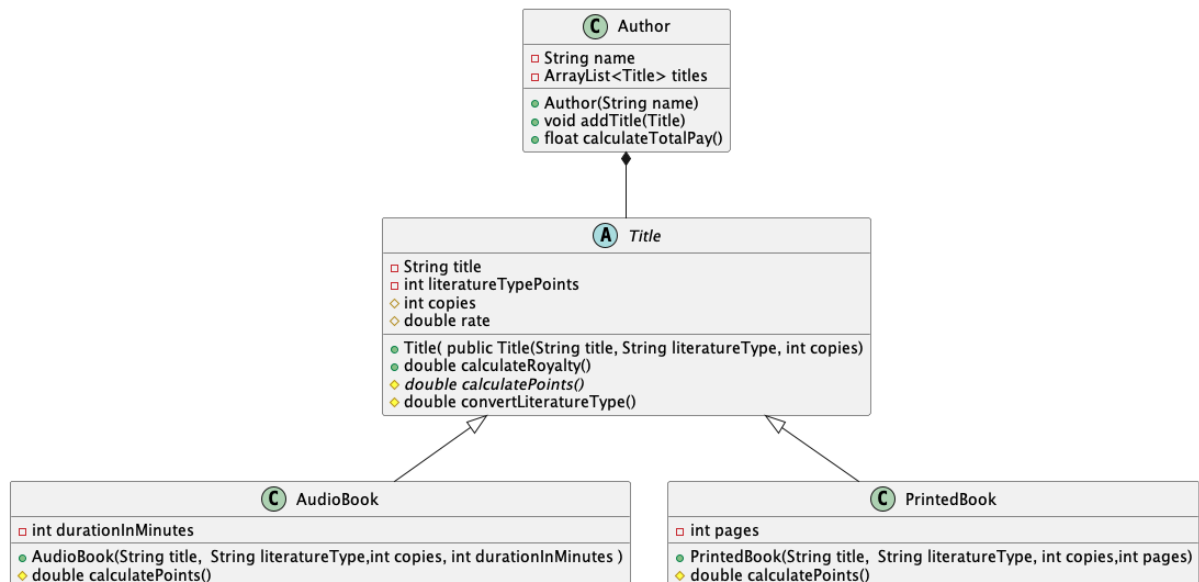 C Author
String name
ArrayList<Title> titles
Author(String name)
void addTitle(Title)
float calculateTotalPay()
A Title
String title
int literatureTypePoints
int copies
double rate
Title( public Title(String title, String literatureType, int copies)
double calculateRoyalty()
double calculatePoints()
double convertLiteratureType()
C AudioBook
int durationInMinutes
AudioBook(String title,  String literatureType,int copies, int durationInMinutes )
double calculatePoints()
C PrintedBook
int pages
PrintedBook(String title,  String literatureType, int copies,int pages)
double calculatePoints()